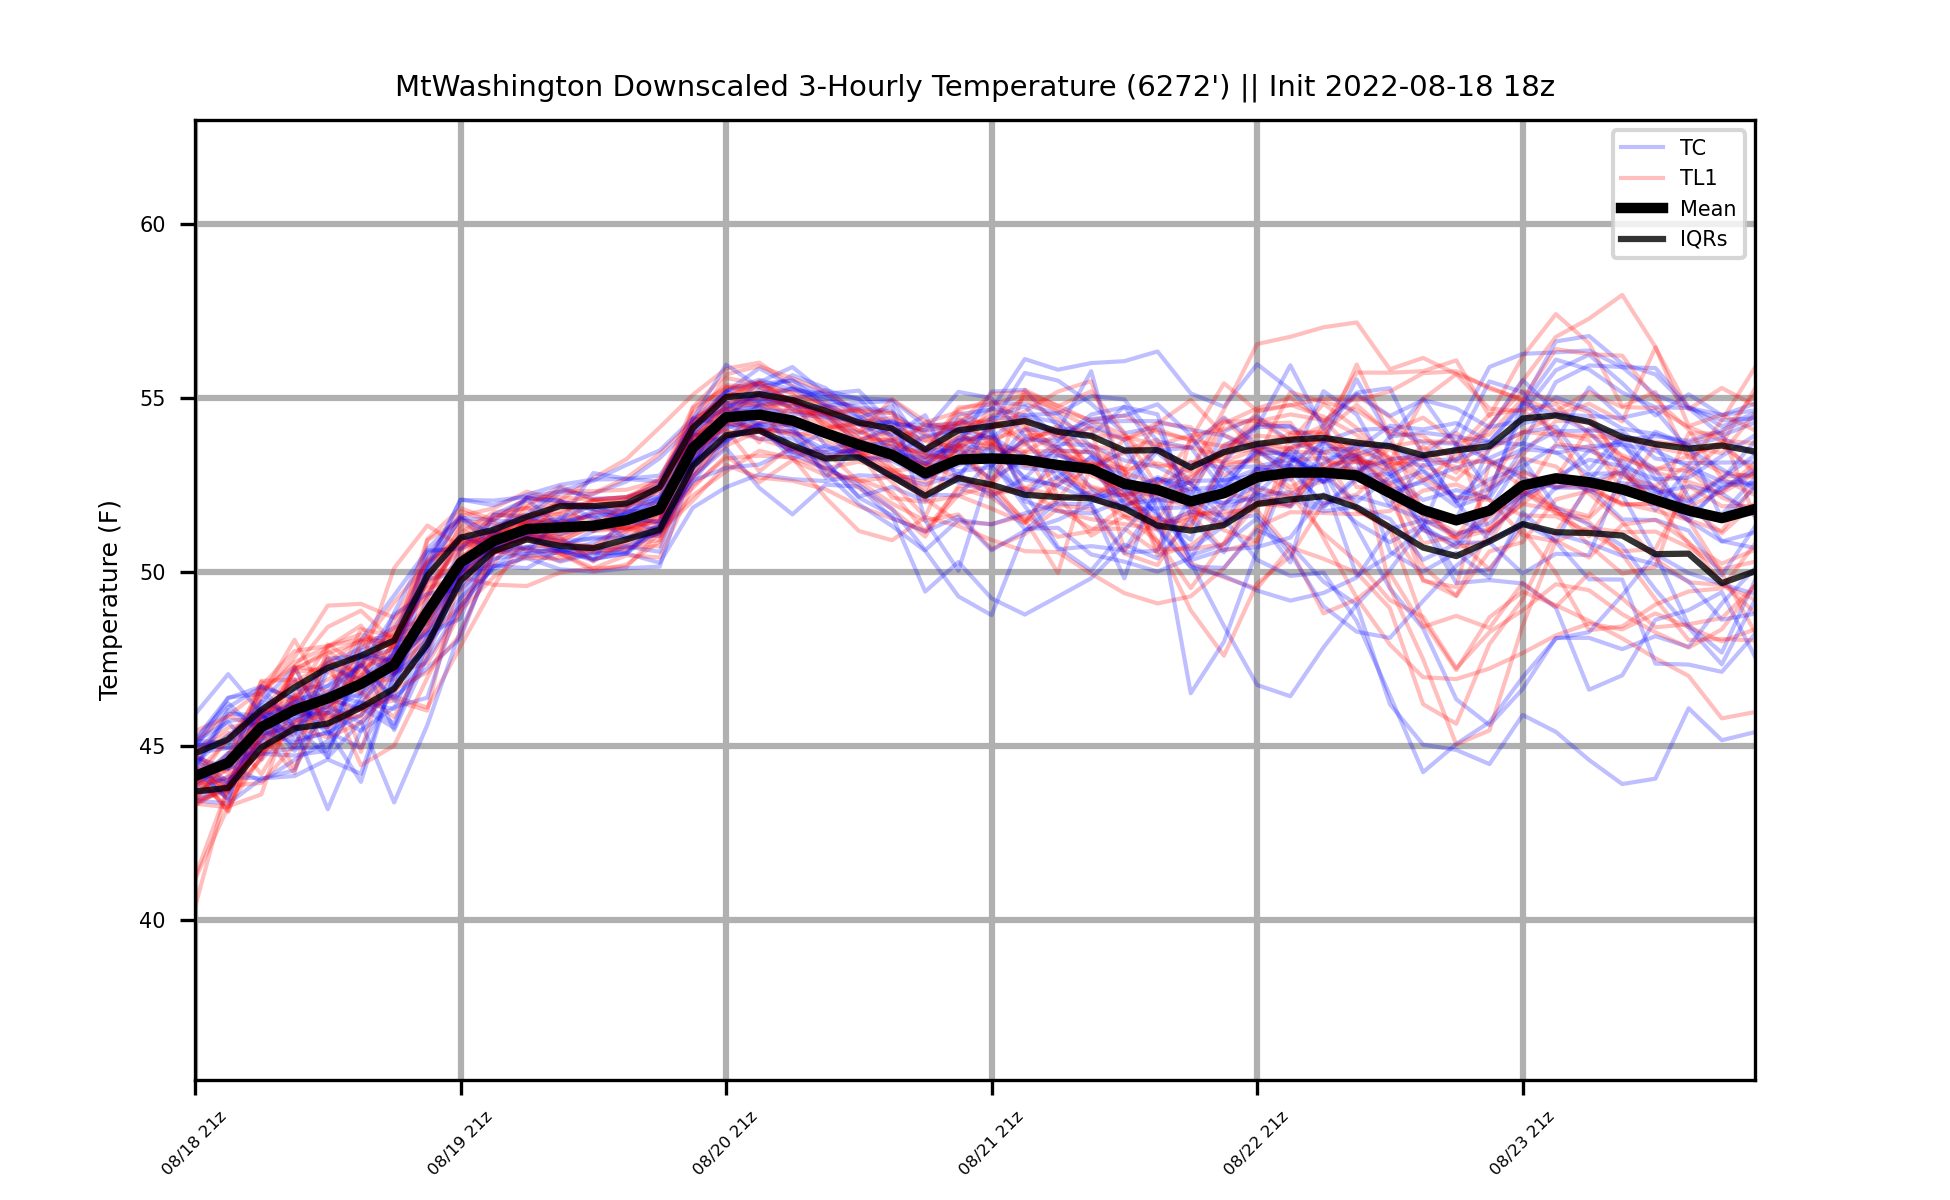 MtWashington Downscaled 3-Hourly Temperature (6272') || Init 2022-08-18 18z
TC
TL1
Mean
IQRs
Temperature (F)
60
55
50
45
40
08/18 21z
08/19 21z
08/20 21z
08/21 21z
08/22 21z
08/23 21z